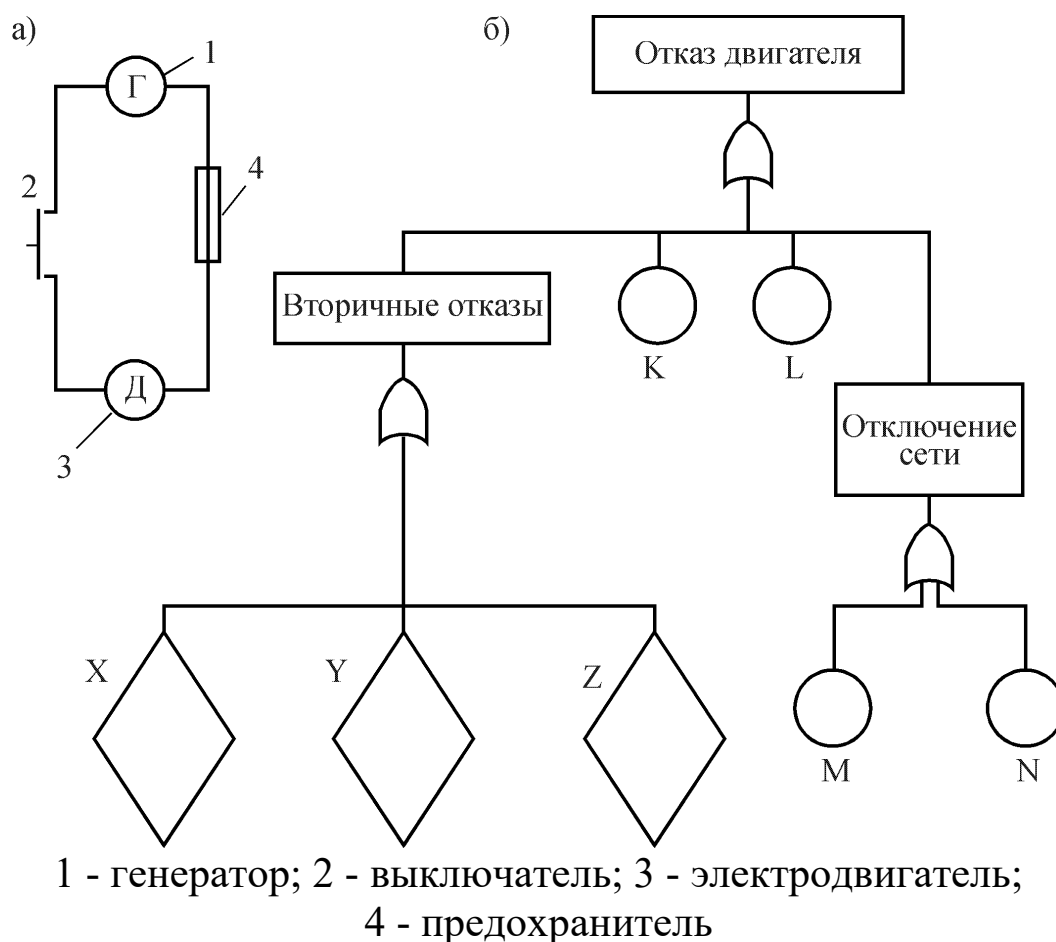 а)
1
Г
2
4
Д
3
б)
Отказ двигателя
Вторичные отказы
K
L
Отключение
сети
X
Y
Z
M
N
1 - генератор; 2 - выключатель; 3 - электродвигатель;
4 - предохранитель